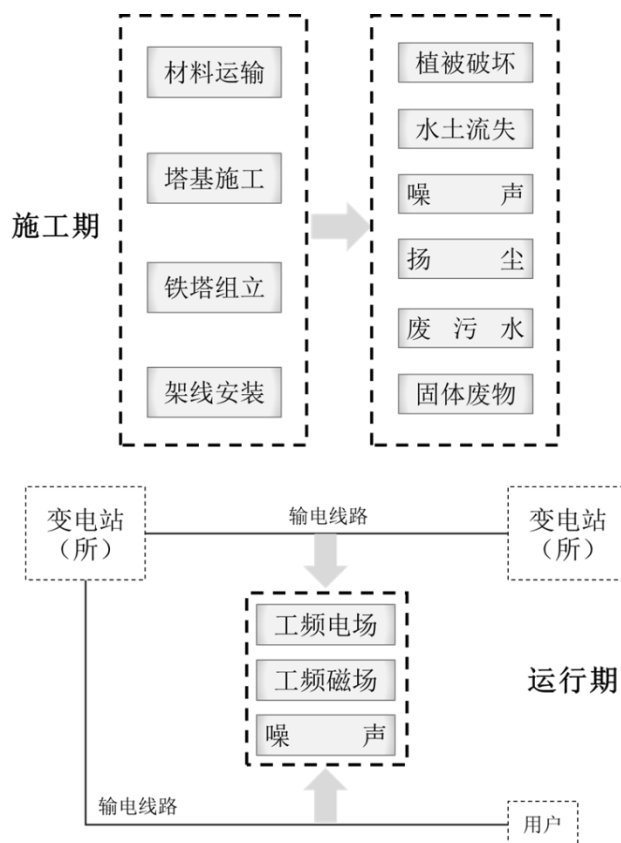 材料运输
塔基施工
铁塔组立
架线安装
施工期
植被破坏
水土流失
噪声
扬尘
废污水
固体废物
变电站
（所）
输电线路
变电站
（所）
工频电场
工频磁场
噪声
运行期
输电线路
用户